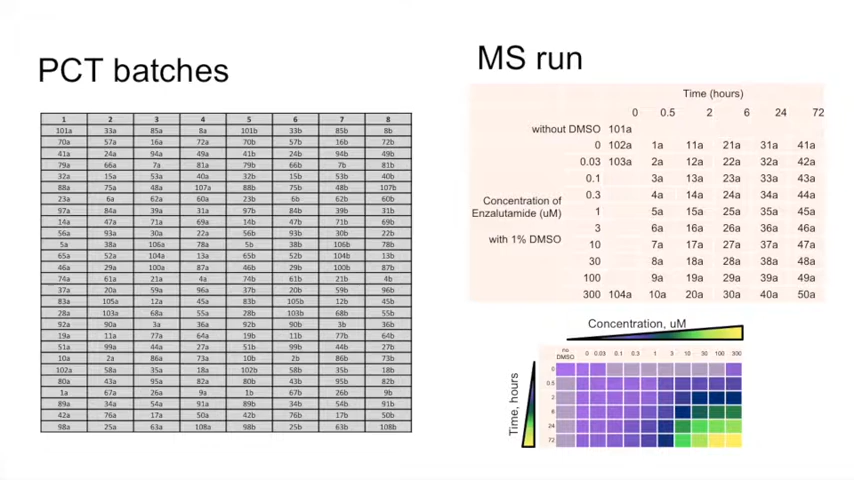 PCT batches
1 2 3 4 5 6 7 8
101a 33a 85a 8a 101b 33b 85b 8b
70a 57a 16a 72a 70b 57b 16b 72b
41a 24a 94a 49a 41b 24b 94b 49b
79a 66a 7a 81a 79b 66b 7b 81b
32a 15a 53a 40a 32b 15b 53b 40b
88a 75a 48a 107a 88b 75b 48b 107b
23a 6a 62a 60a 23b 6b 62b 60b
97a 84a 39a 31a 97b 84b 39b 31b
14a 47a 71a 69a 14b 47b 71b 69b
56a 93a 30a 22a 56b 93b 30b 22b
5a 38a 106a 78a 5b 38b 106b 78b
65a 52a 104a 13a 65b 52b 104b 13b
46a 29a 100a 87a 46b 29b 100b 87b
74a 61a 21a 4a 74b 61b 21b 4b
37a 20a 59a 96a 37b 20b 59b 96b
83a 105a 12a 45a 83b 105b 12b 45b
28a 103a 68a 55a 28b 103b 68b 55b
92a 90a 3a 36a 92b 90b 3b 36b
19a 11a 77a 64a 19b 11b 77b 64b
51a 99a 44a 27a 51b 99b 44b 27b
10a 2a 86a 73a 10b 2b 86b 73b
102a 58a 35a 18a 102b 58b 35b 18b
80a 43a 95a 82a 80b 43b 95b 82b
1a 67a 26a 9a 1b 67b 26b 9b
89a 34a 54a 91a 89b 34b 54b 91b
42a 76a 17a 50a 42b 76b 17b 50b
98a 25a 63a 108a 98b 25b 63b 108b
MS run
Time (hours)
0 0.5 2 6 24 72
without DMSO 101a
0 102a 1a 11a 21a 31a 41a
0.03 103a 2a 12a 22a 32a 42a
0.1 3a 13a 23a 33a 43a
0.3 4a 14a 24a 34a 44a
Concentration of
Enzalutamide (uM)
1 5a 15a 25a 35a 45a
3 6a 16a 26a 36a 46a
with 1% DMSO
10 7a 17a 27a 37a 47a
30 8a 18a 28a 38a 48a
100 9a 19a 29a 39a 49a
300 104a 10a 20a 30a 40a 50a
Concentration, uM
no
DMSO 0 0.03 0.1 0.3 1 3 10 30 100 300
Time, hours
0
0.5
2
6
24
72